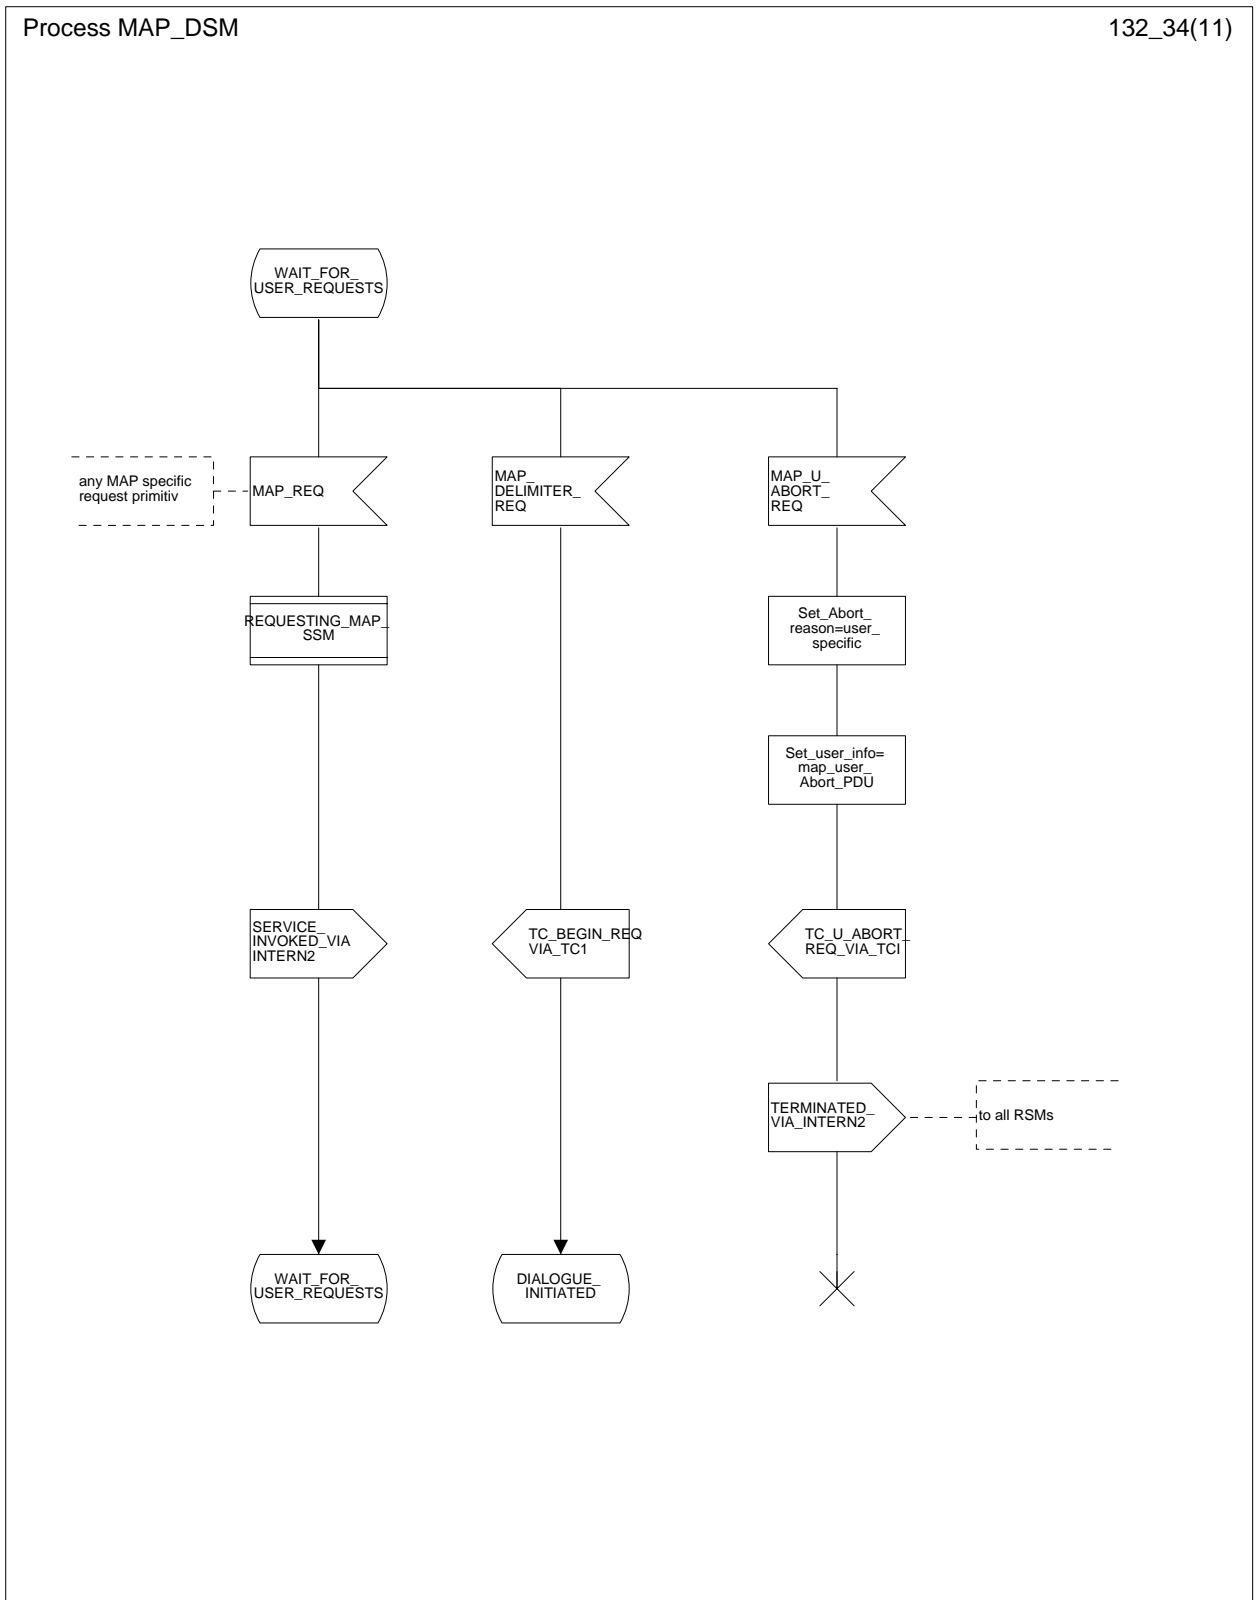 Process MAP_DSM
132_34(11)
WAIT_FOR_
USER_REQUESTS
any MAP specific
request primitiv
MAP_REQ
MAP_
DELIMITER_
REQ
MAP_U_
ABORT_
REQ
REQUESTING_MAP_
SSM
Set_Abort_
reason=user_
specific
Set_user_info=
map_user_
Abort_PDU
SERVICE_
INVOKED_VIA
INTERN2
TC_BEGIN_REQ
VIA_TC1
TC_U_ABORT_
REQ_VIA_TCI
TERMINATED_
VIA_INTERN2
to all RSMs
WAIT_FOR_
USER_REQUESTS
DIALOGUE_
INITIATED